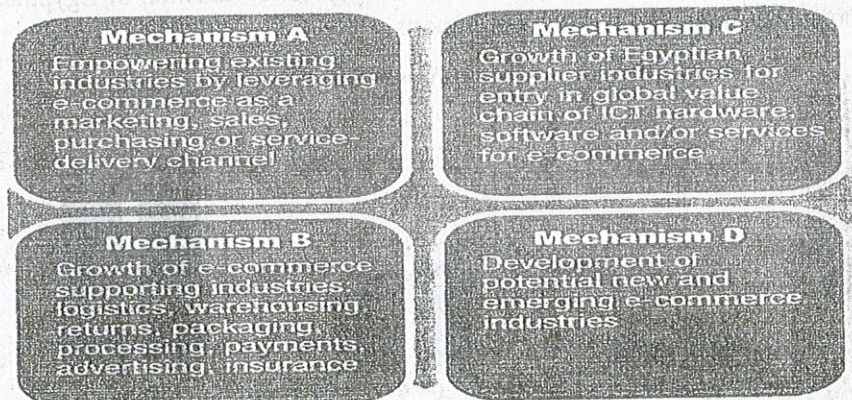 Mechanism A
Empowering existing
industries by leveraging
e-commerce as a
marketing, sales,
purchasing or service-
delivery channel
Mechanism C
Growth of Egyptian
supplier industries for
entry in global value
chain of ICT hardware,
software and/or services
for e-commerce
Mechanism B
Growth of e-commerce
supporting industries:
logistics, warehousing,
returns, packaging
processing, payments,
advertising, insurance
Mechanism D
Development of
potential new and
emerging e-commerce
industries